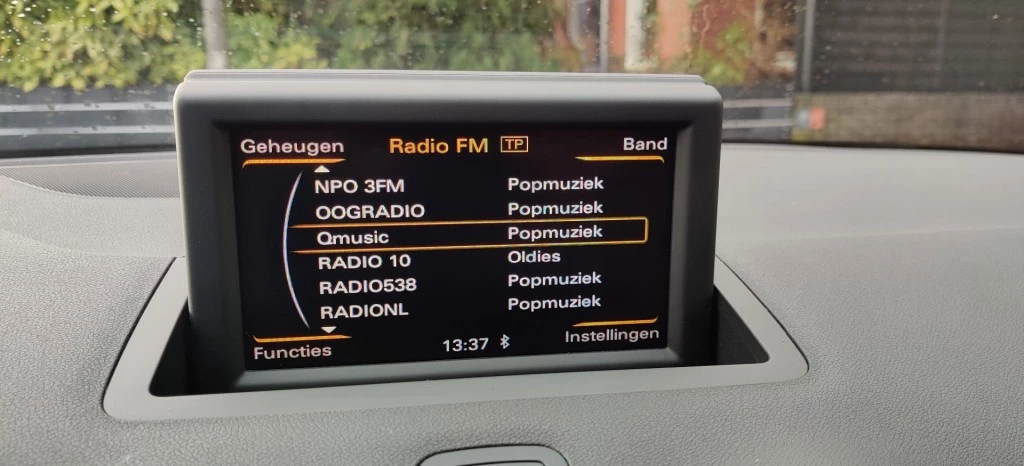 Geheugen Radio FM TP Band
NPO 3FM Popmuziek
OOGRADIO Popmuziek
Qmusic Popmuziek
RADIO 10 Oldies
RADIO538 Popmuziek
RADIONL Popmuziek
Functies 13:37 Instellingen